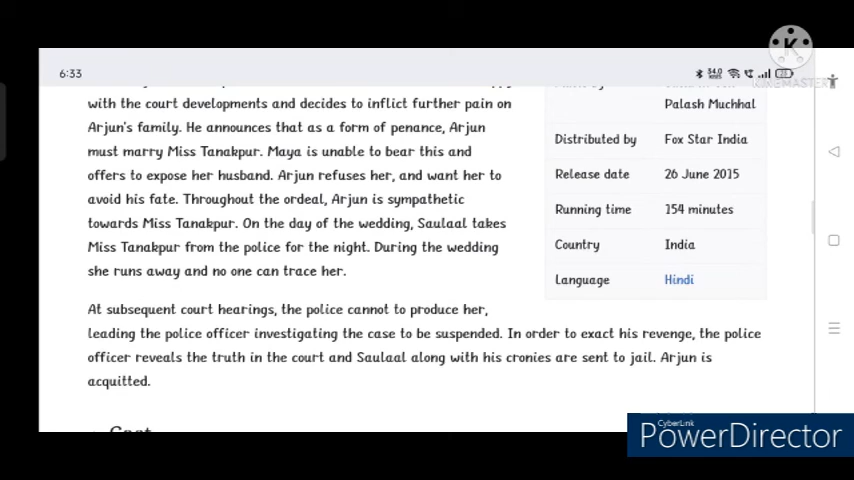 6:33
KINEMASTER
with the court developments and decides to inflict further pain on
Arjun's family. He announces that as a form of penance, Arjun
must marry Miss Tanakpur. Maya is unable to bear this and
offers to expose her husband. Arjun refuses her, and want her to
avoid his fate. Throughout the ordeal, Arjun is sympathetic
towards Miss Tanakpur. On the day of the wedding, Saulaal takes
Miss Tanakpur from the police for the night. During the wedding
she runs away and no one can trace her.
Palash Muchhal
Distributed by Fox Star India
Release date 26 June 2015
Running time 154 minutes
Country India
Language Hindi
At subsequent court hearings, the police cannot to produce her,
leading the police officer investigating the case to be suspended. In order to exact his revenge, the police
officer reveals the truth in the court and Saulaal along with his cronies are sent to jail. Arjun is
acquitted.
CyberLink
PowerDirector